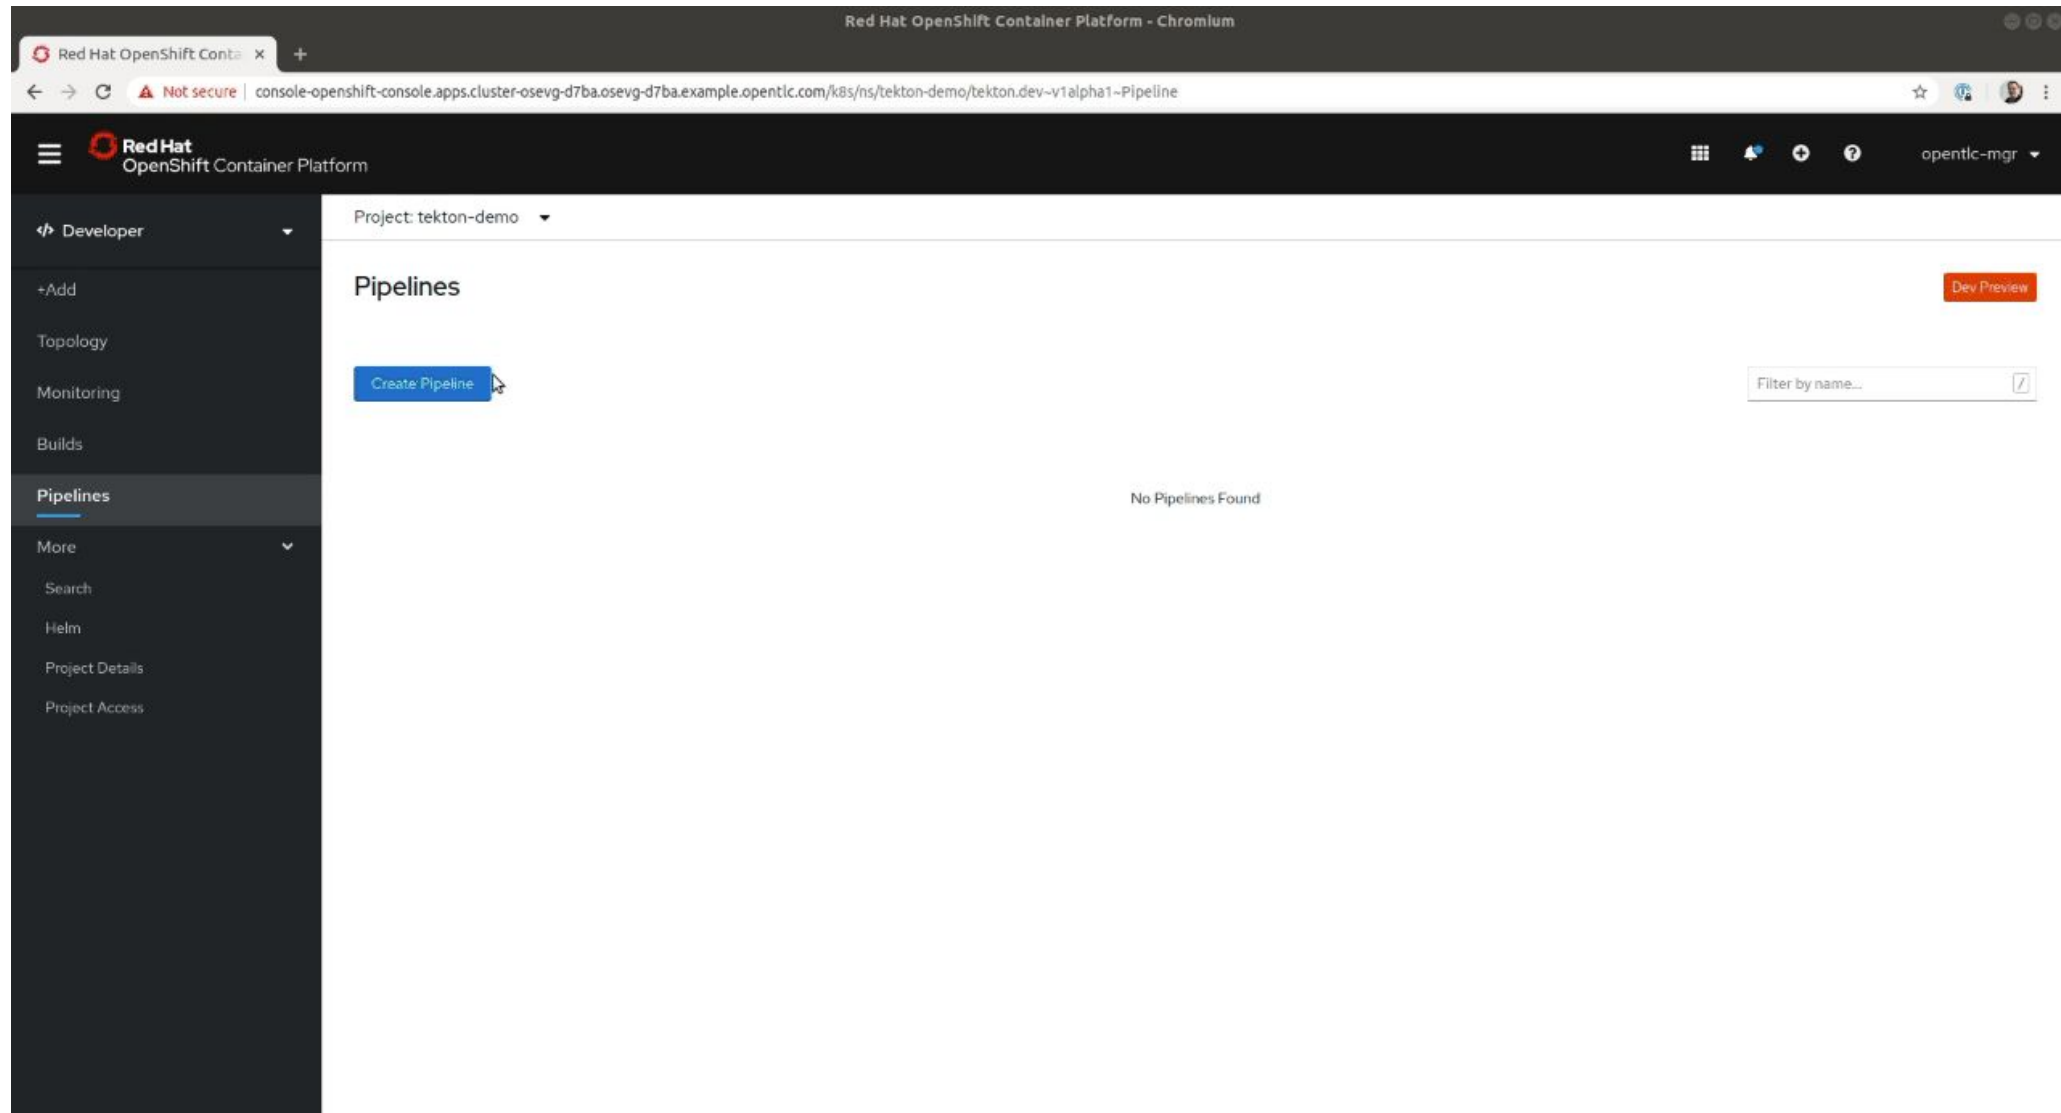 Red Hat OpenShift Container Platform - Chromium
Red Hat OpenShift Conta
Not secure | console-openshift-console.apps.cluster-osevg-d7ba.osevg-d7ba.example.opentlc.com/k8s/ns/tekton-demo/tekton.dev~v1alpha1~Pipeline
Red Hat
OpenShift Container Platform
opentlc-mgr
</> Developer
Project: tekton-demo
+Add
Topology
Monitoring
Builds
Pipelines
More
Search
Helm
Project Details
Project Access
Pipelines
Dev Preview
Create Pipeline
Filter by name...
/
No Pipelines Found